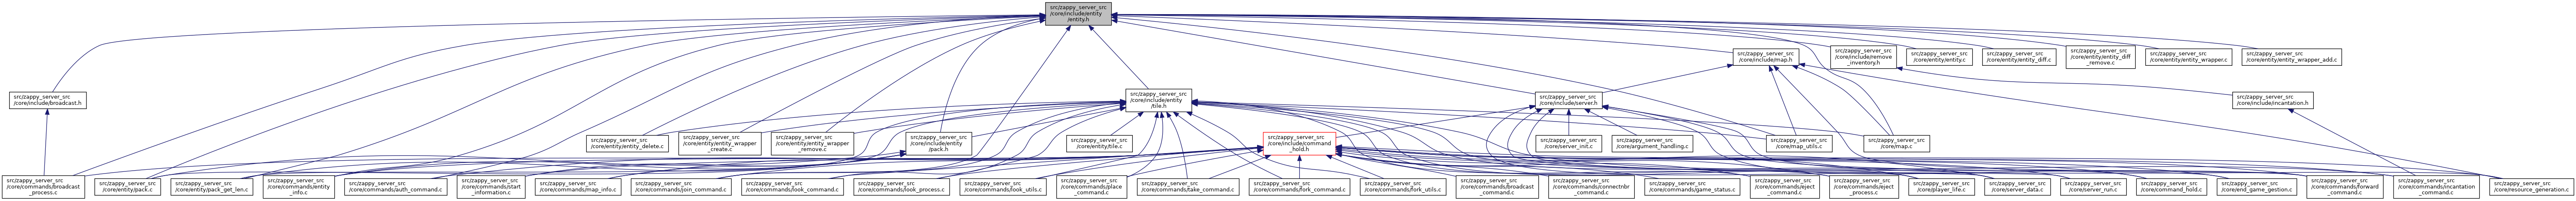 src/zappy_server_src
/core/include/entity
/entity.h
src/zappy_server_src
/core/include/map.h
src/zappy_server_src
/core/include/remove
_inventory.h
src/zappy_server_src
/core/entity/entity.c
src/zappy_server_src
/core/entity/entity_diff.c
src/zappy_server_src
/core/entity/entity_diff
_remove.c
src/zappy_server_src
/core/entity/entity_wrapper.c
src/zappy_server_src
/core/entity/entity_wrapper_add.c
src/zappy_server_src
/core/include/broadcast.h
src/zappy_server_src
/core/include/entity
/tile.h
src/zappy_server_src
/core/include/server.h
src/zappy_server_src
/core/include/incantation.h
src/zappy_server_src
/core/entity/entity_delete.c
src/zappy_server_src
/core/entity/entity_wrapper
_create.c
src/zappy_server_src
/core/entity/entity_wrapper
_remove.c
src/zappy_server_src
/core/include/entity
/pack.h
src/zappy_server_src
/core/entity/tile.c
src/zappy_server_src
/core/include/command
_hold.h
src/zappy_server_src
/core/server_init.c
src/zappy_server_src
/core/argument_handling.c
src/zappy_server_src
/core/map_utils.c
src/zappy_server_src
/core/map.c
src/zappy_server_src
/core/commands/broadcast
_process.c
src/zappy_server_src
/core/entity/pack.c
src/zappy_server_src
/core/entity/pack_get_len.c
src/zappy_server_src
/core/commands/entity
_info.c
src/zappy_server_src
/core/commands/auth_command.c
src/zappy_server_src
/core/commands/start
_information.c
src/zappy_server_src
/core/commands/map_info.c
src/zappy_server_src
/core/commands/join_command.c
src/zappy_server_src
/core/commands/look_command.c
src/zappy_server_src
/core/commands/look_process.c
src/zappy_server_src
/core/commands/look_utils.c
src/zappy_server_src
/core/commands/place
_command.c
src/zappy_server_src
/core/commands/take_command.c
src/zappy_server_src
/core/commands/fork_command.c
src/zappy_server_src
/core/commands/fork_utils.c
src/zappy_server_src
/core/commands/broadcast
_command.c
src/zappy_server_src
/core/commands/connectnbr
_command.c
src/zappy_server_src
/core/commands/game_status.c
src/zappy_server_src
/core/commands/eject
_command.c
src/zappy_server_src
/core/commands/eject
_process.c
src/zappy_server_src
/core/player_life.c
src/zappy_server_src
/core/server_data.c
src/zappy_server_src
/core/server_run.c
src/zappy_server_src
/core/command_hold.c
src/zappy_server_src
/core/end_game_gestion.c
src/zappy_server_src
/core/commands/forward
_command.c
src/zappy_server_src
/core/commands/incantation
_command.c
src/zappy_server_src
/core/resource_generation.c